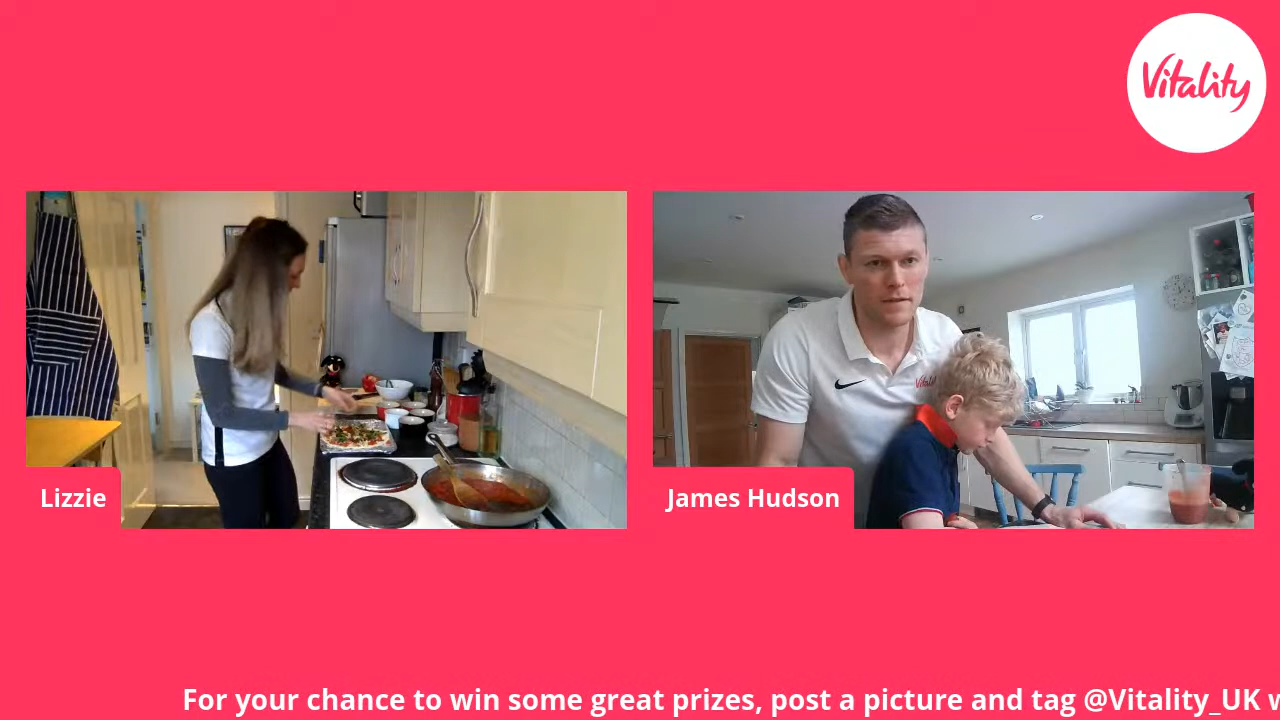 Vitality
Lizzie
James Hudson
For your chance to win some great prizes, post a picture and tag @Vitality_UK w